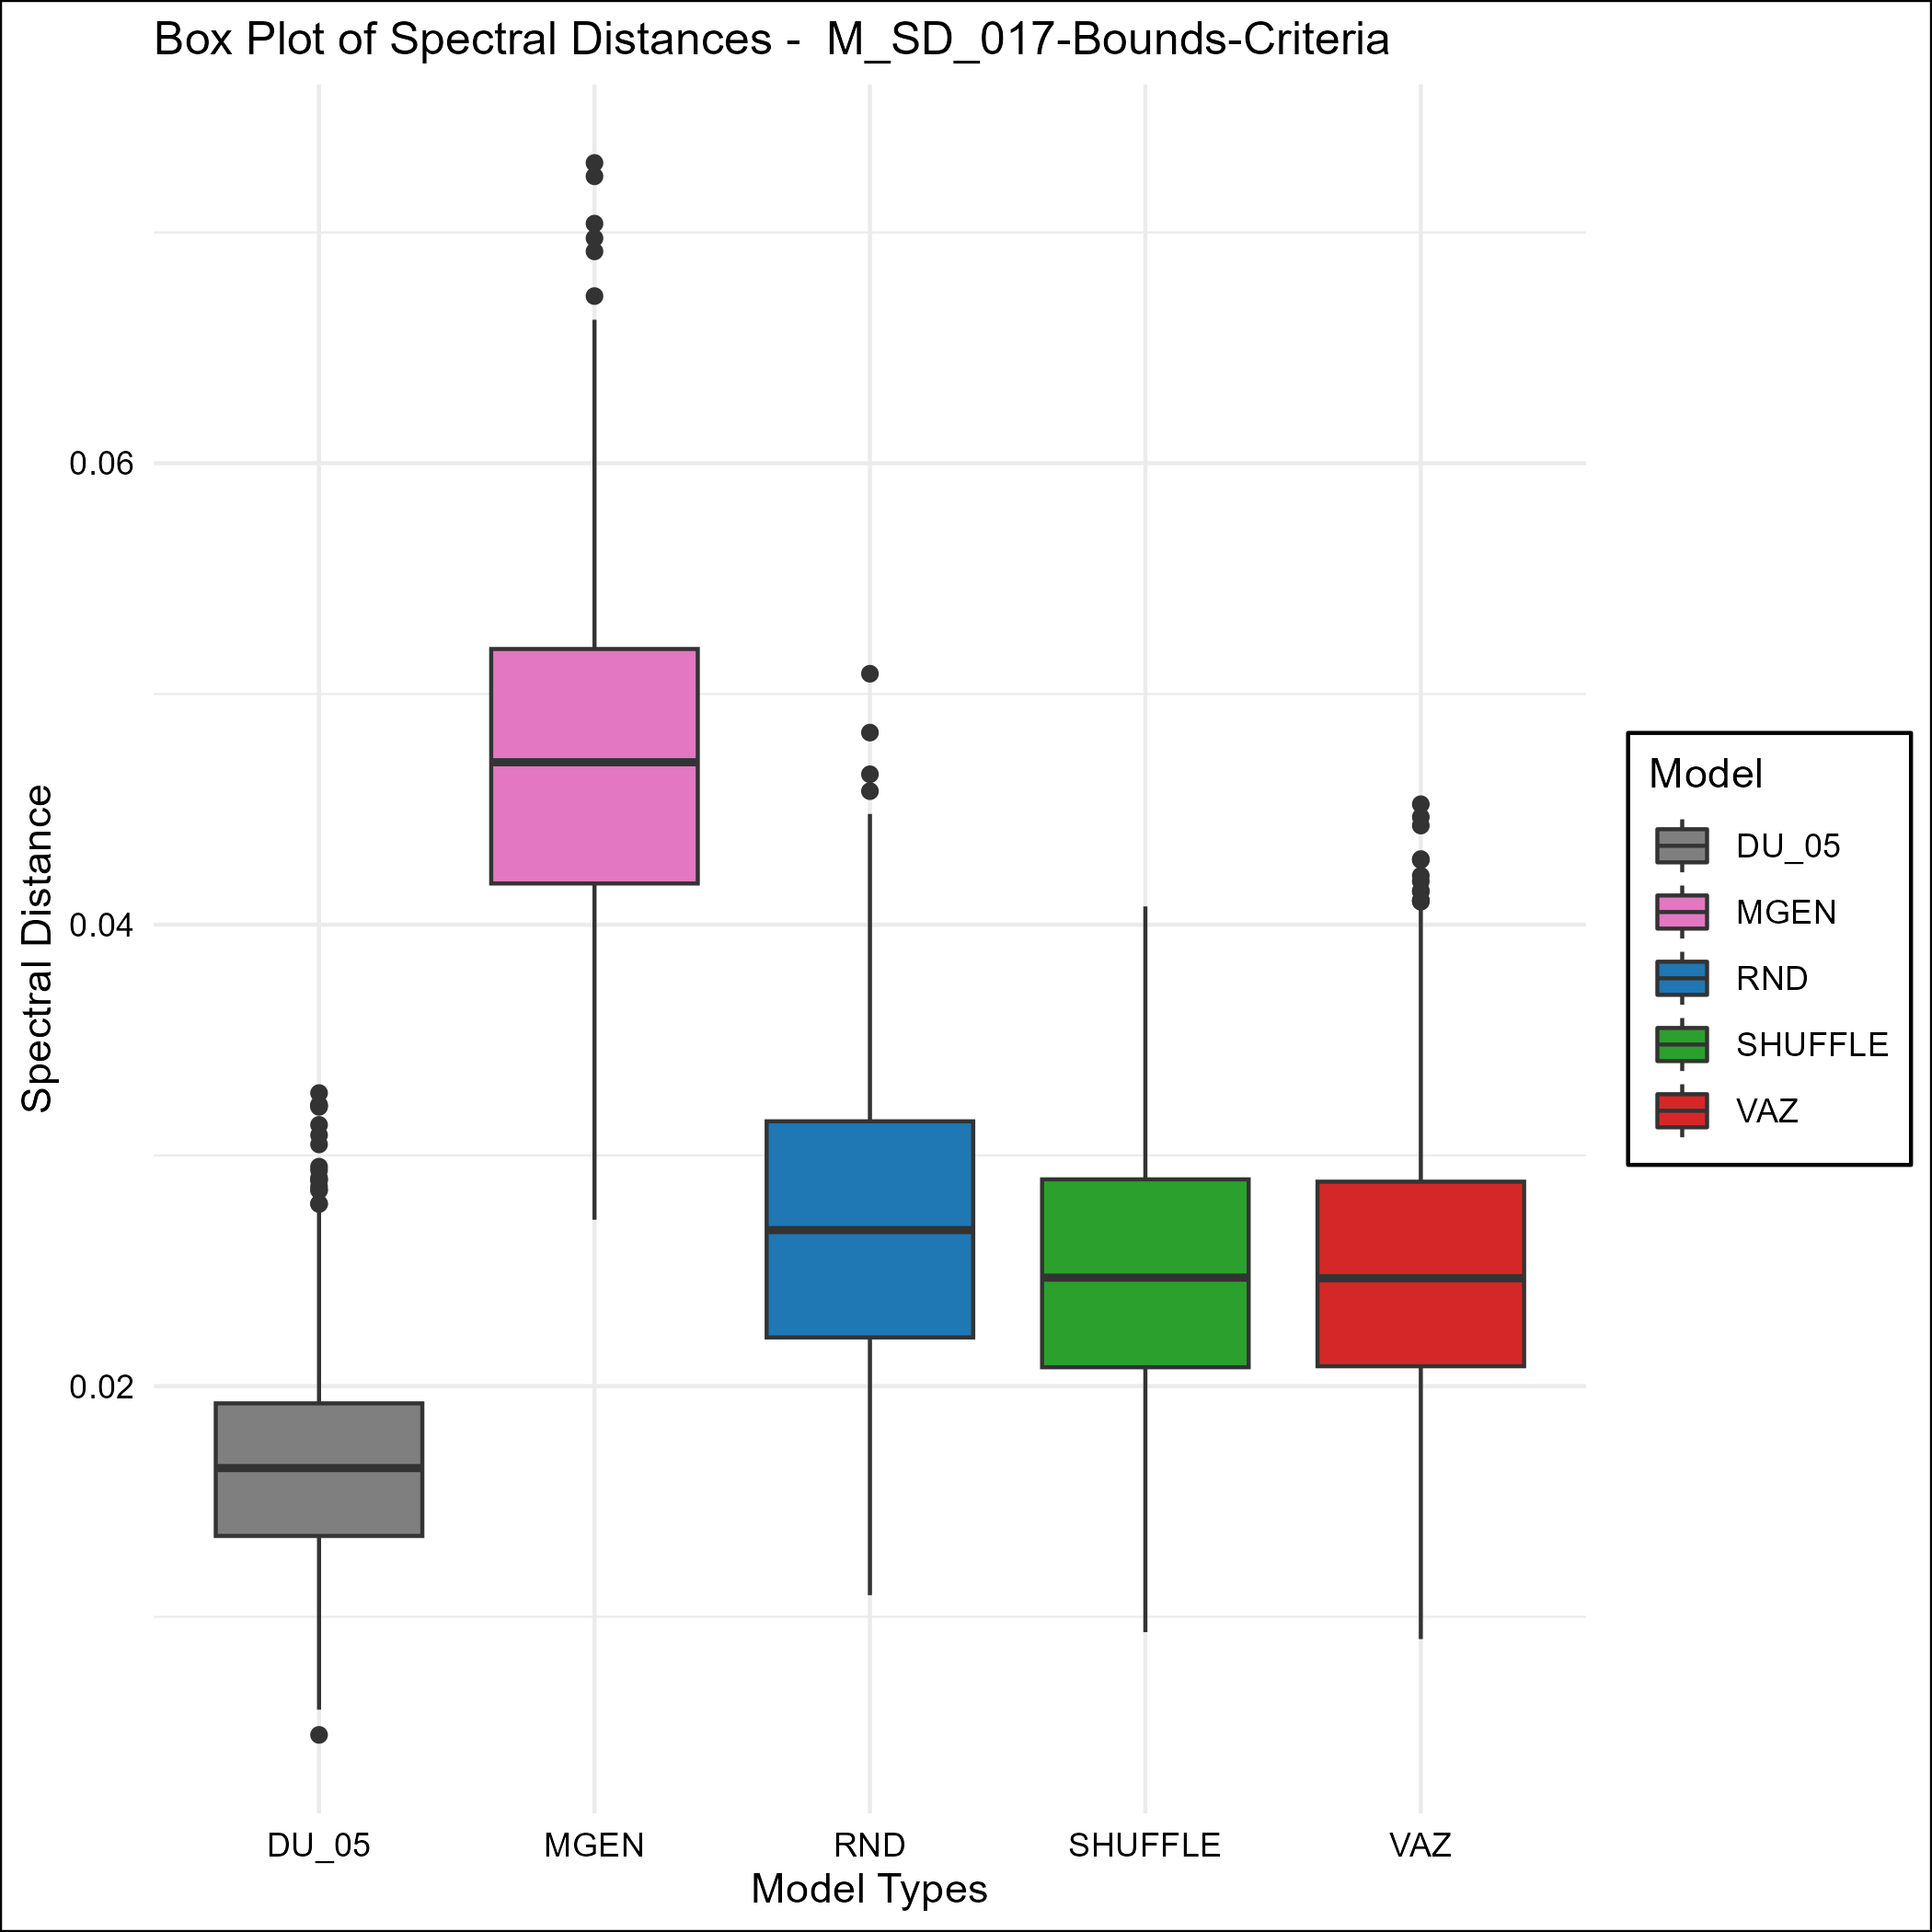 Box Plot of Spectral Distances -  M_SD_017-Bounds-Criteria
Spectral Distance
0.06
0.04
0.02
DU_05
MGEN
RND
SHUFFLE
VAZ
Model Types
Model
DU_05
MGEN
RND
SHUFFLE
VAZ